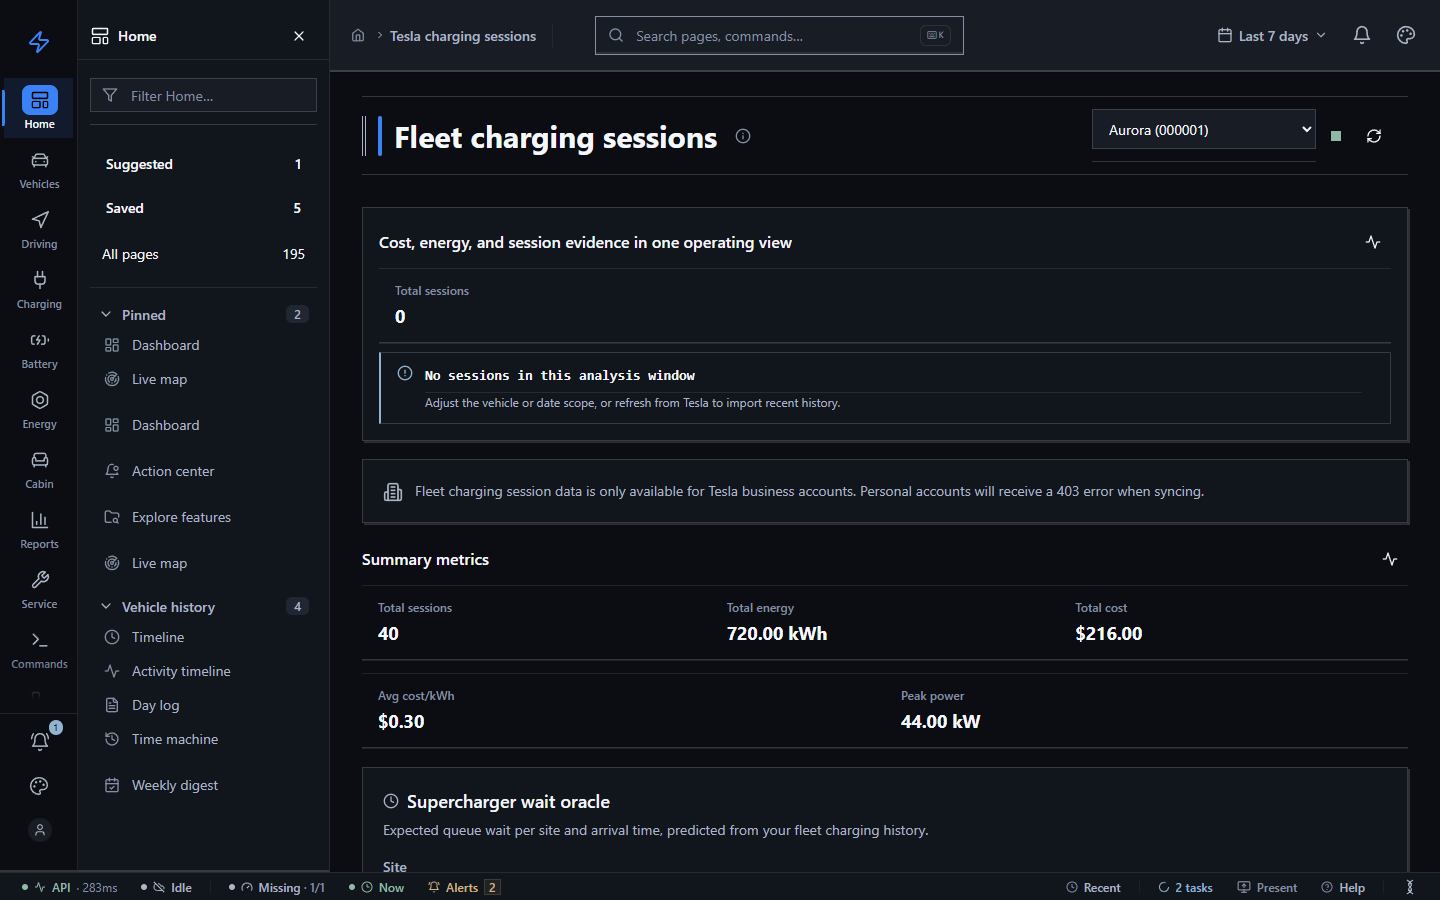 Home
Vehicles
Driving
Charging
Battery
Energy
Cabin
Reports
Service
Commands
1
Home
Filter Home...
Suggested 1
Saved 5
All pages 195
Pinned 2
Dashboard
Live map
Dashboard
Action center
Explore features
Live map
Vehicle history 4
Timeline
Activity timeline
Day log
Time machine
Weekly digest
Tesla charging sessions
Search pages, commands...
K
Last 7 days
Fleet charging sessions
Aurora (000001)
Cost, energy, and session evidence in one operating view
Total sessions
0
No sessions in this analysis window
Adjust the vehicle or date scope, or refresh from Tesla to import recent history.
Fleet charging session data is only available for Tesla business accounts. Personal accounts will receive a 403 error when syncing.
Summary metrics
Total sessions Total energy Total cost
40 720.00 kWh $216.00
Avg cost/kWh Peak power
$0.30 44.00 kW
Supercharger wait oracle
Expected queue wait per site and arrival time, predicted from your fleet charging history.
Site
API · 283ms Idle Missing · 1/1 Now Alerts 2 Recent 2 tasks Present Help